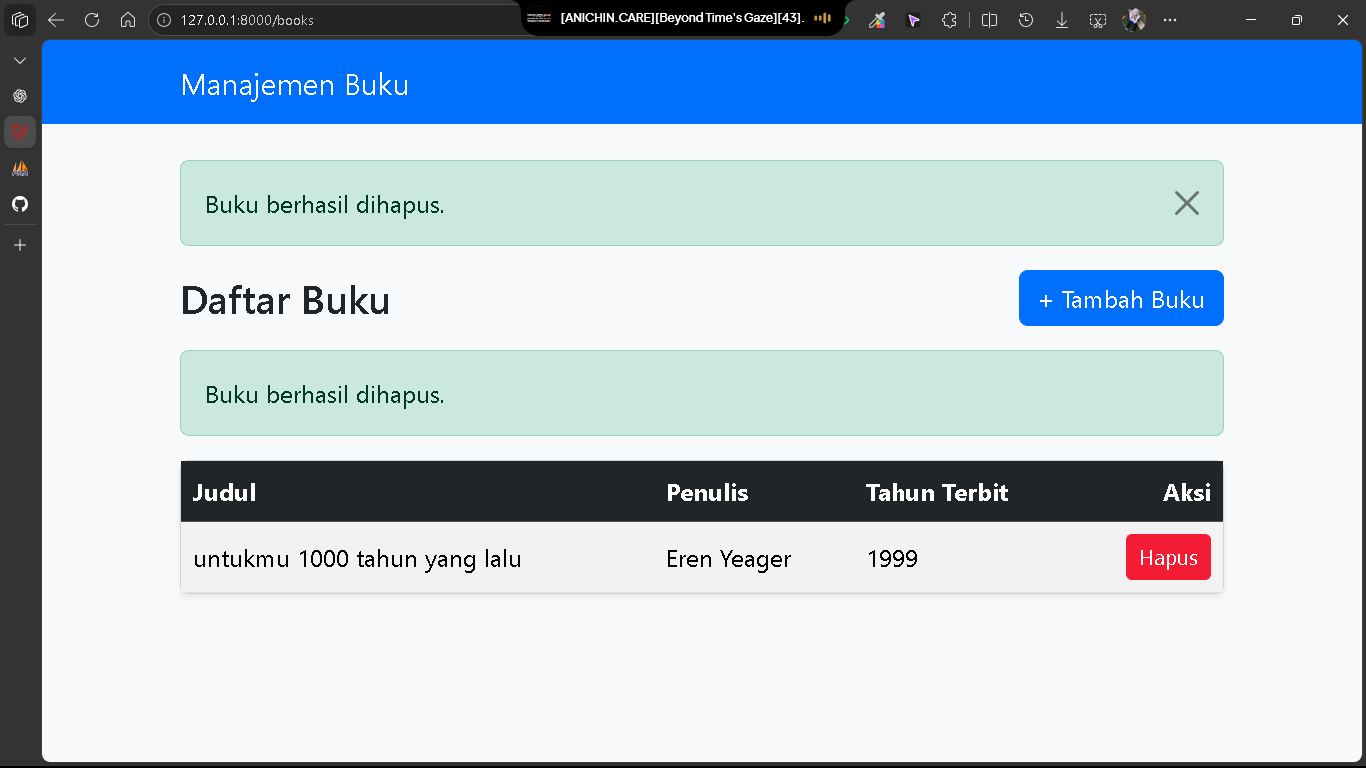 127.0.0.1:8000/books
[ANICHIN.CARE][Beyond Time's Gaze][43].
Manajemen Buku
Buku berhasil dihapus.
Daftar Buku
+ Tambah Buku
Buku berhasil dihapus.
Judul Penulis Tahun Terbit Aksi
untukmu 1000 tahun yang lalu Eren Yeager 1999 Hapus